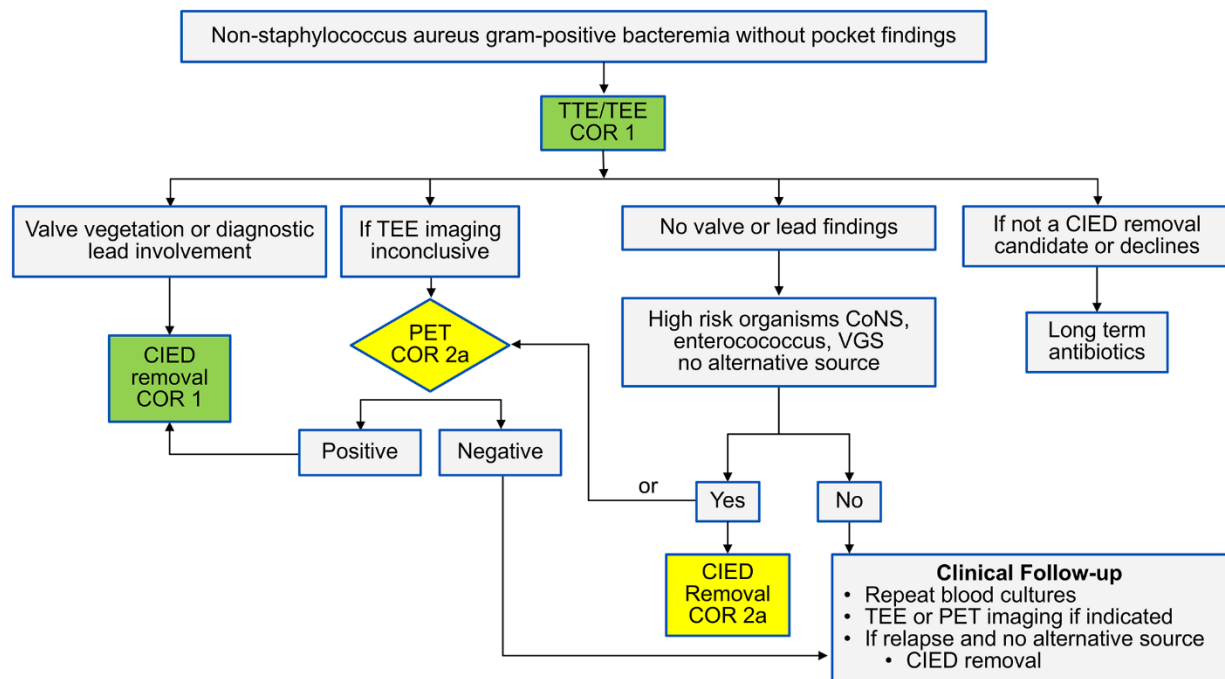 Non-staphylococcus aureus gram-positive bacteremia without pocket findings
TTE/TEE
COR 1
Valve vegetation or diagnostic
lead involvement
If TEE imaging
inconclusive
No valve or lead findings
If not a CIED removal
candidate or declines
CIED
removal
COR 1
PET
COR 2a
High risk organisms CoNS,
enterocococcus, VGS
no alternative source
Long term
antibiotics
Positive
Negative
or
Yes
No
CIED
Removal
COR 2a
Clinical Follow-up
• Repeat blood cultures
• TEE or PET imaging if indicated
• If relapse and no alternative source
• CIED removal